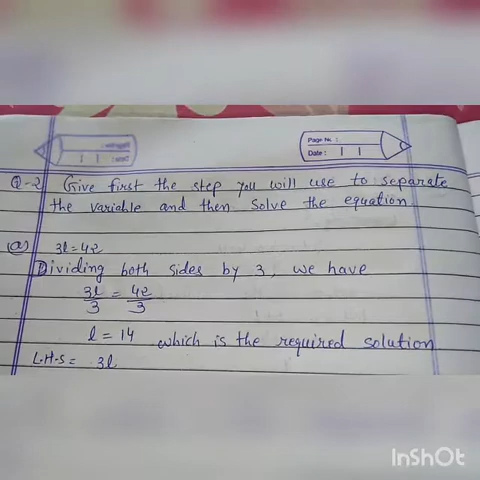 Page No. :
Date :
Q-2 Give first the step you will use to separate
the variable and then solve the equation
(a) 3l = 42
Dividing both sides by 3, we have
3l/3 = 42/3
l = 14 which is the required solution
L.H.S = 3l
InShOt